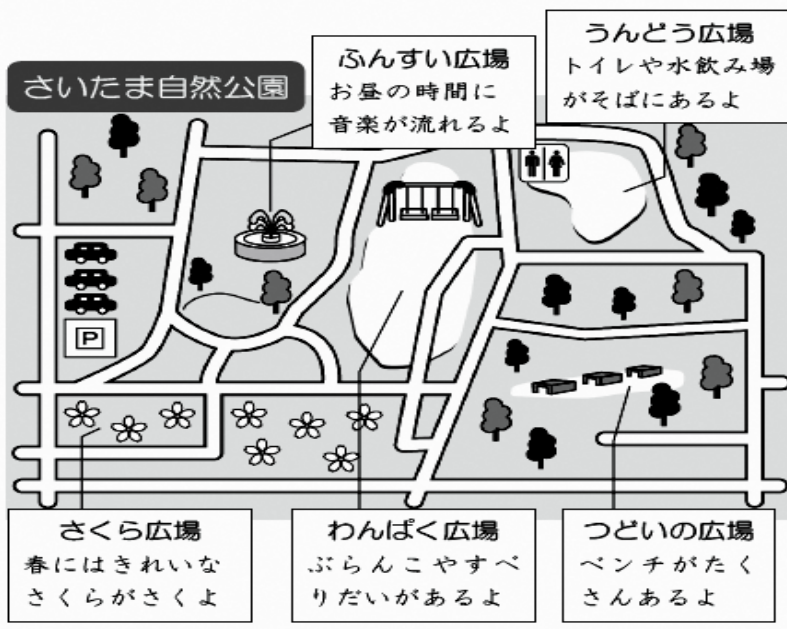 さいたま自然公園
ふんすい広場
お昼の時間に
音楽が流れるよ
うんどう広場
トイレや水飲み場
がそばにあるよ
P
さくら広場
春にはきれいな
さくらがさくよ
わんぱく広場
ぶらんこやすべ
りだいがあるよ
つどいの広場
ベンチがたく
さんあるよ